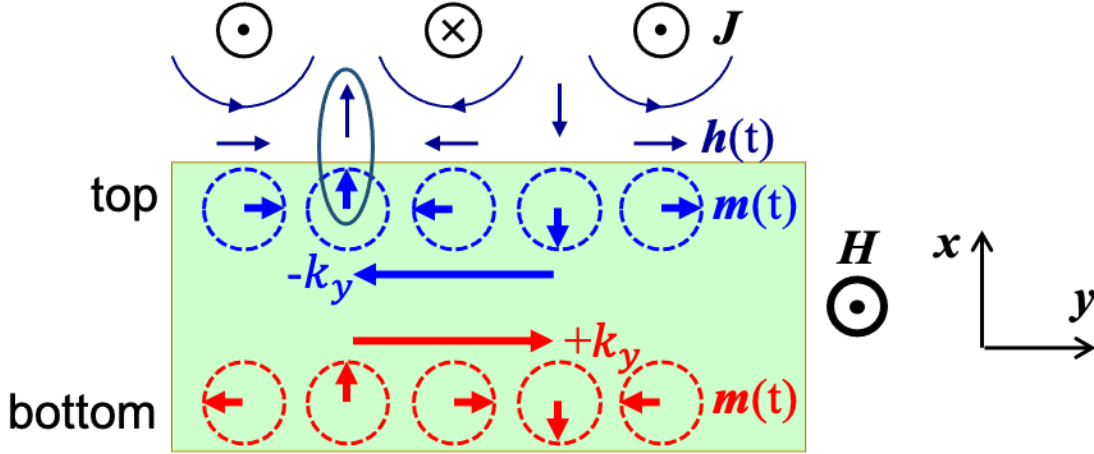 J
h(t)
top
m(t)
-k_y
H
x
y
+k_y
bottom
m(t)